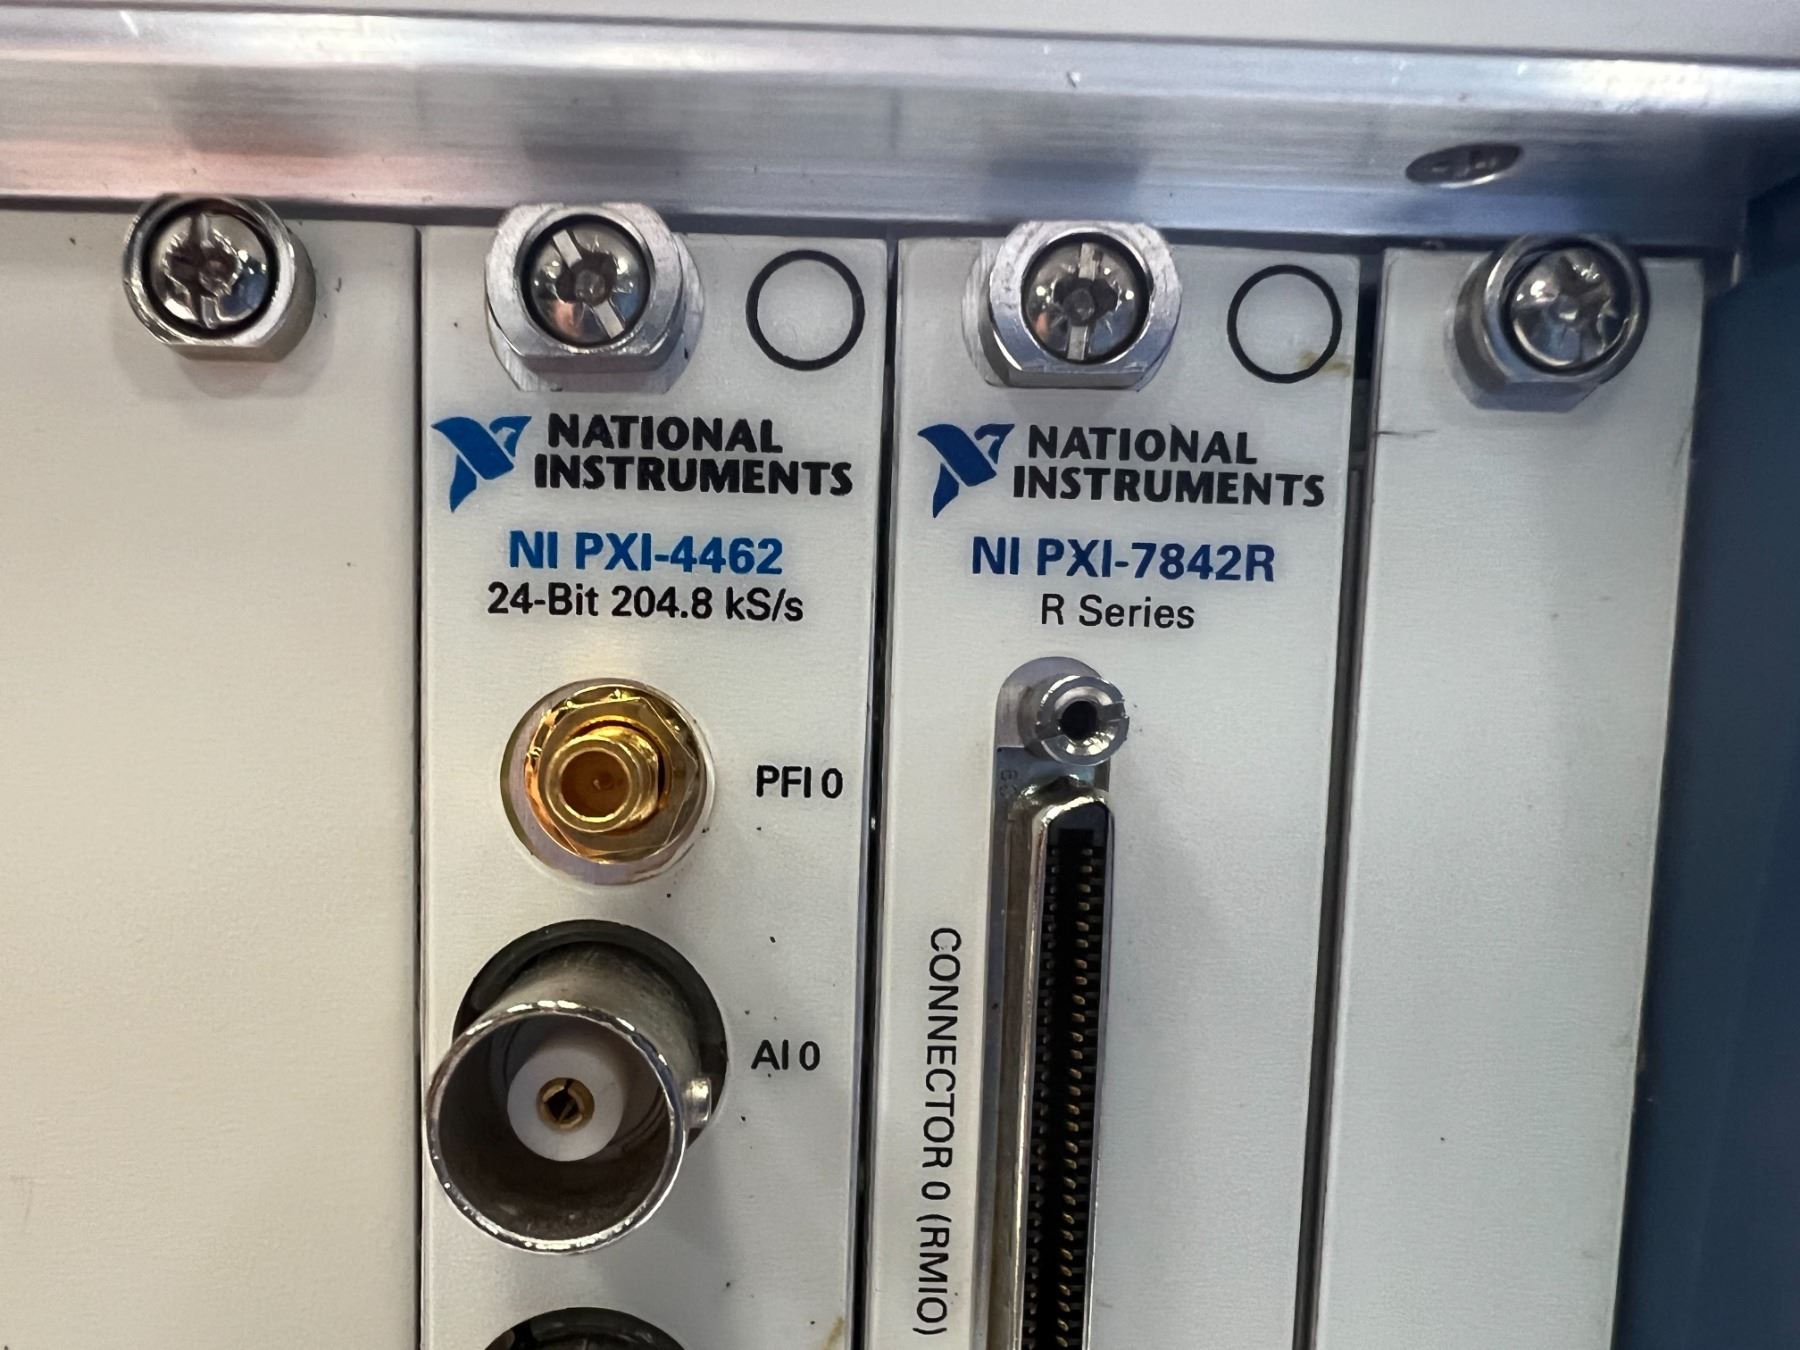 NATIONAL
INSTRUMENTS
NI PXI-4462
24-Bit 204.8 kS/s
PFI 0
AI 0
NATIONAL
INSTRUMENTS
NI PXI-7842R
R Series
CONNECTOR 0 (RMIO)